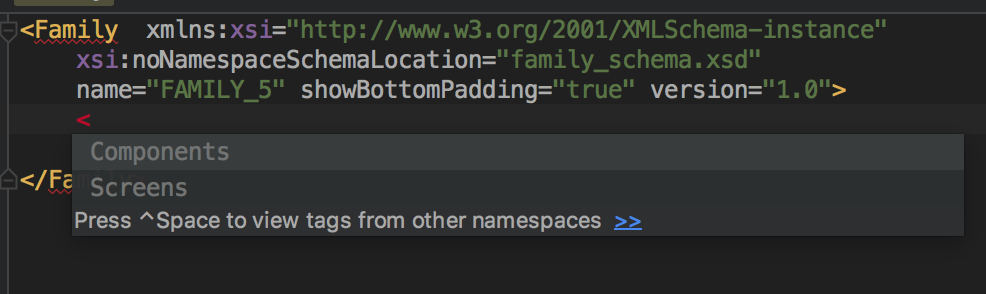 <Family  xmlns:xsi="http://www.w3.org/2001/XMLSchema-instance"
xsi:noNamespaceSchemaLocation="family_schema.xsd"
name="FAMILY_5" showBottomPadding="true" version="1.0">
<
Components
</Fa
Screens
Press ^Space to view tags from other namespaces >>